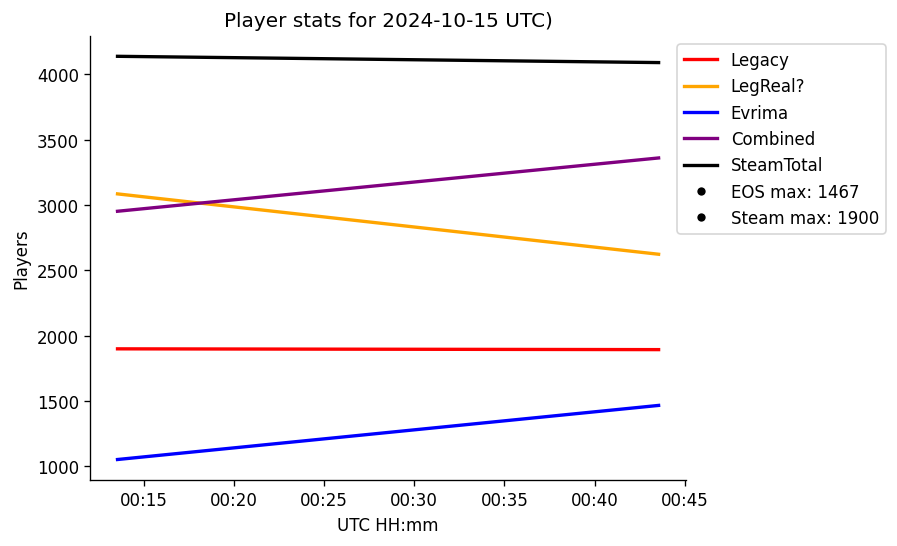 Player stats for 2024-10-15 UTC)
Legacy
LegReal?
Evrima
Combined
SteamTotal
EOS max: 1467
Steam max: 1900
Players
4000
3500
3000
2500
2000
1500
1000
00:15 00:20 00:25 00:30 00:35 00:40 00:45
UTC HH:mm